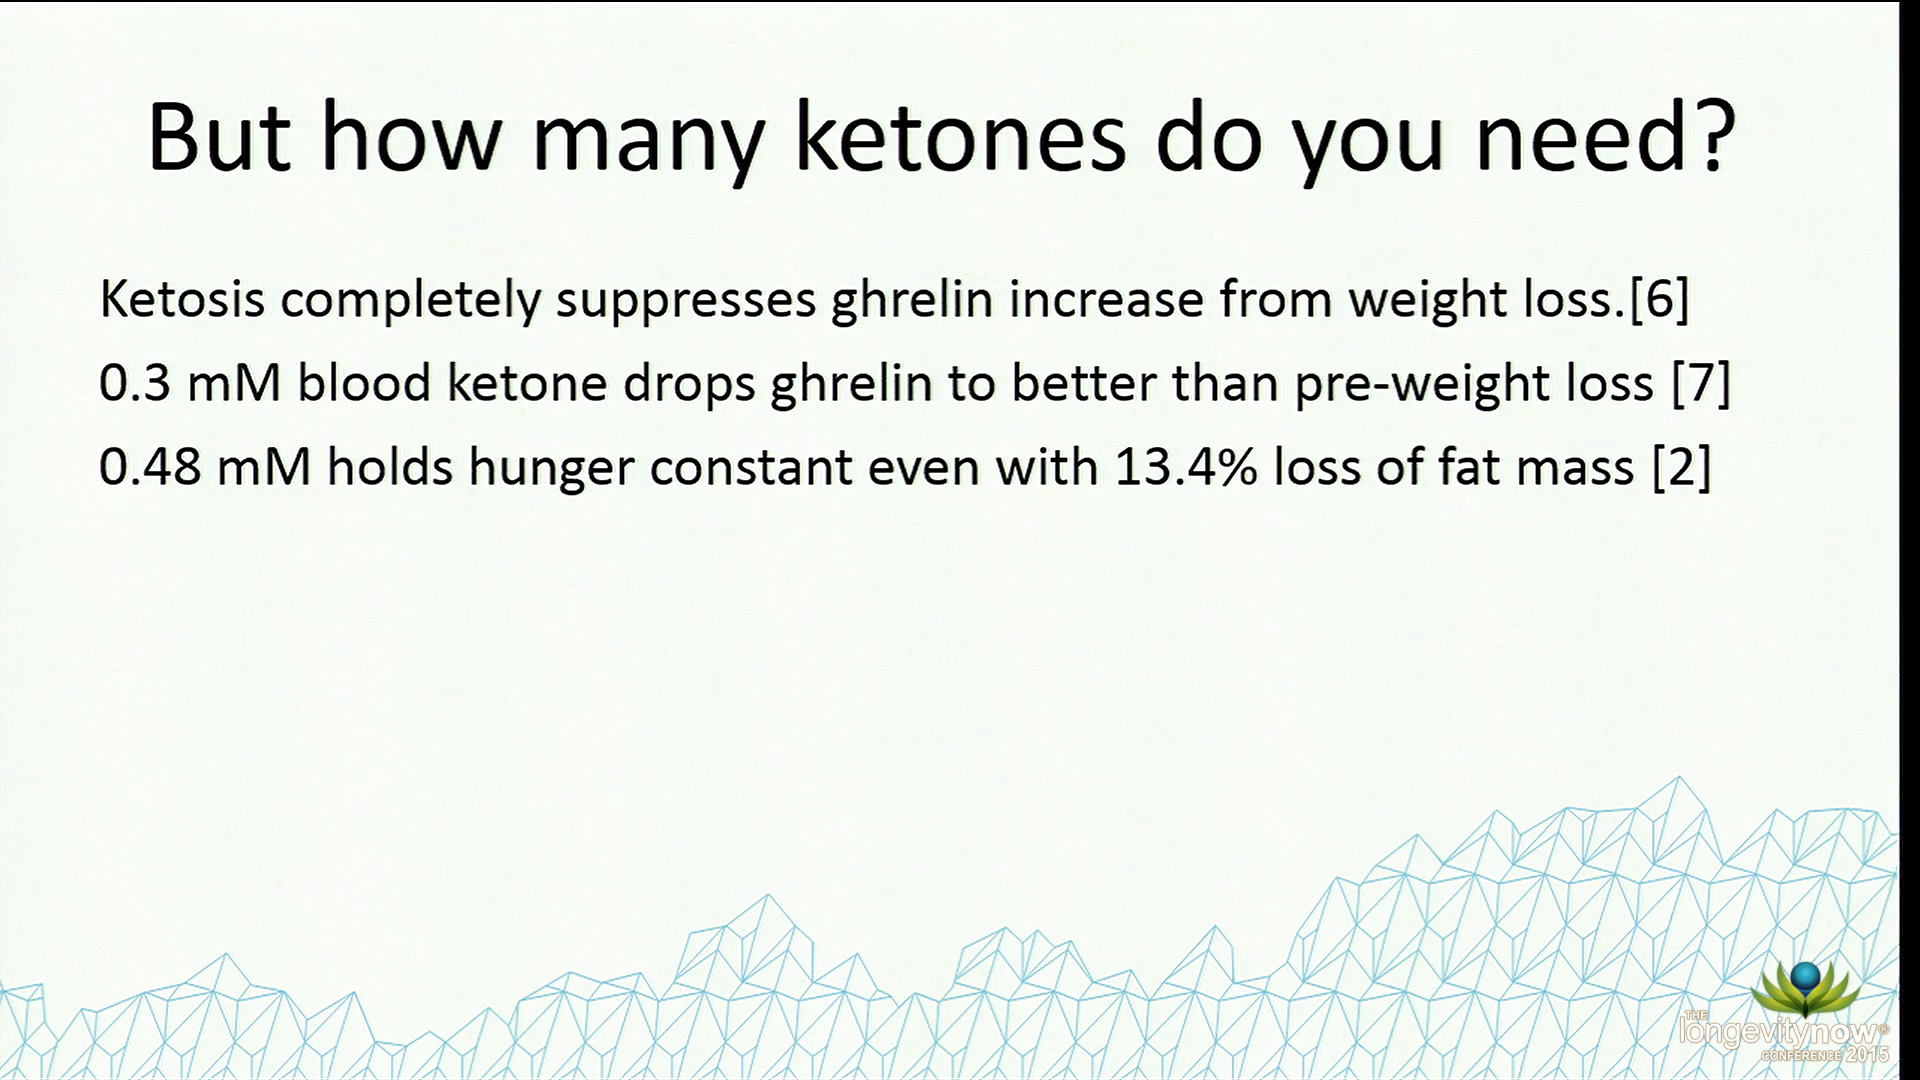 But how many ketones do you need?
Ketosis completely suppresses ghrelin increase from weight loss.[6]
0.3 mM blood ketone drops ghrelin to better than pre-weight loss [7]
0.48 mM holds hunger constant even with 13.4% loss of fat mass [2]
THE
longevitynow®
CONFERENCE 2015